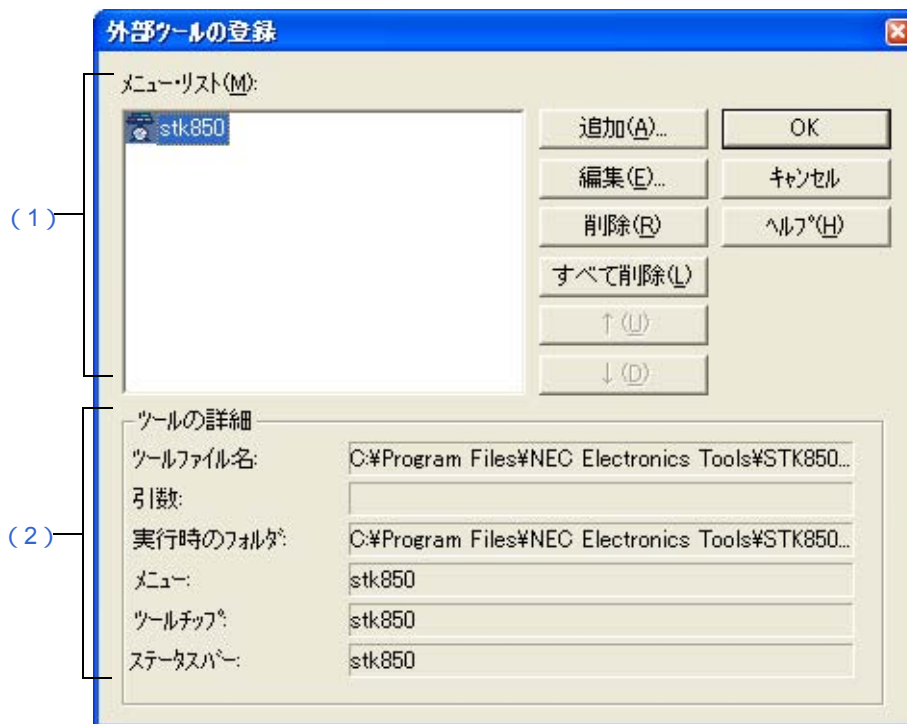 外部ツールの登録
(1)
メニュー・リスト(M):
stk850
追加(A)...
OK
編集(E)...
キャンセル
削除(R)
ヘルプ(H)
すべて削除(L)
↑(U)
↓(D)
(2)
ツールの詳細
ツールファイル名:
C:¥Program Files¥NEC Electronics Tools¥STK850...
引数:
実行時のフォルダ:
C:¥Program Files¥NEC Electronics Tools¥STK850...
メニュー:
stk850
ツールチップ:
stk850
ステータスバー:
stk850